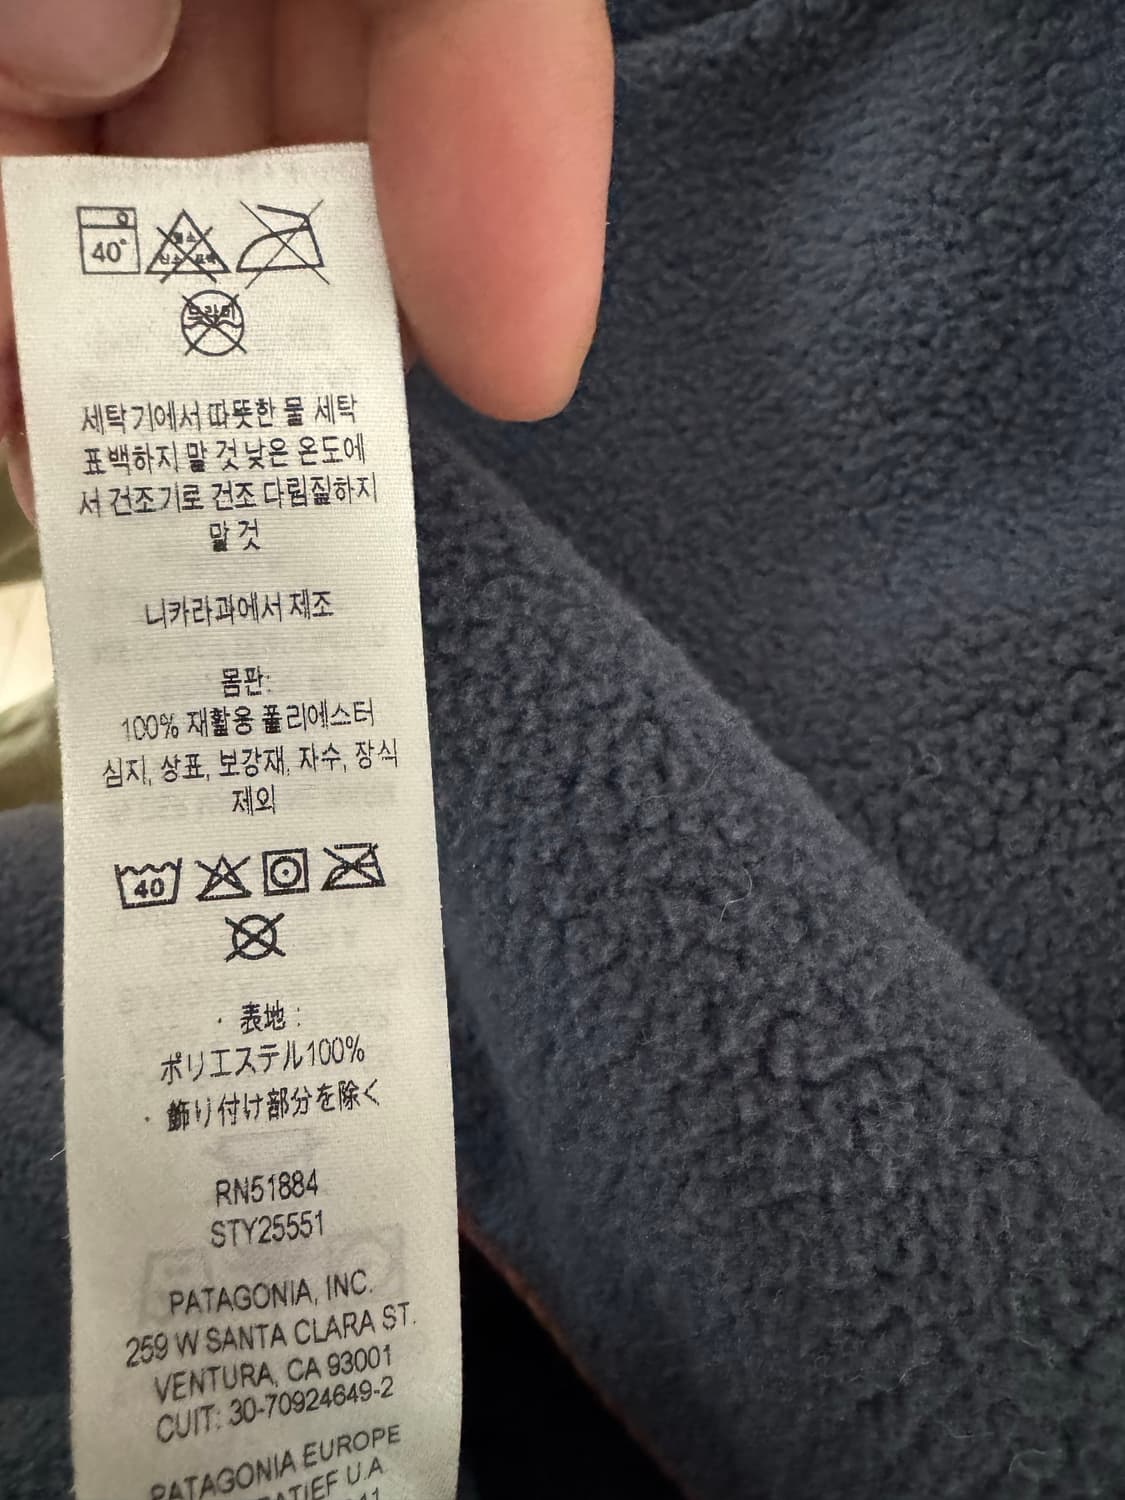 40°
드라이
세탁기에서 따뜻한 물 세탁
표백하지 말 것 낮은 온도에
서 건조기로 건조 다림질하지
말 것
니카라과에서 제조
몸판:
100% 재활용 폴리에스터
심지, 상표, 보강재, 자수, 장식
제외
40
· 表地 :
ポリエステル100%
· 飾り付け部分を除く
RN51884
STY25551
PATAGONIA, INC.
259 W SANTA CLARA ST.
VENTURA, CA 93001
CUIT: 30-70924649-2
PATAGONIA EUROPE
U.A